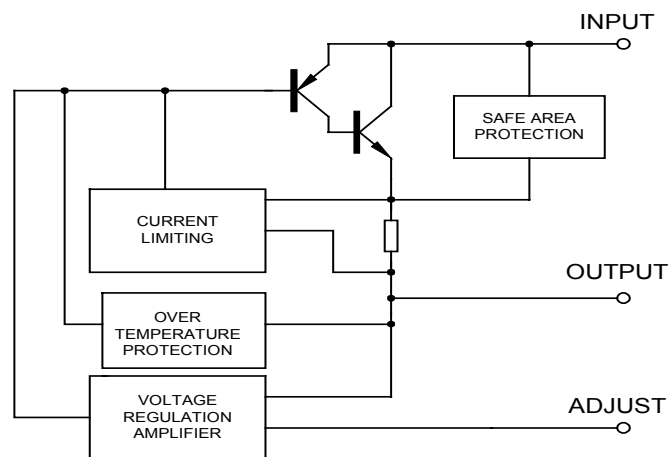 INPUT
SAFE AREA
PROTECTION
CURRENT
LIMITING
OUTPUT
OVER
TEMPERATURE
PROTECTION
VOLTAGE
REGULATION
AMPLIFIER
ADJUST